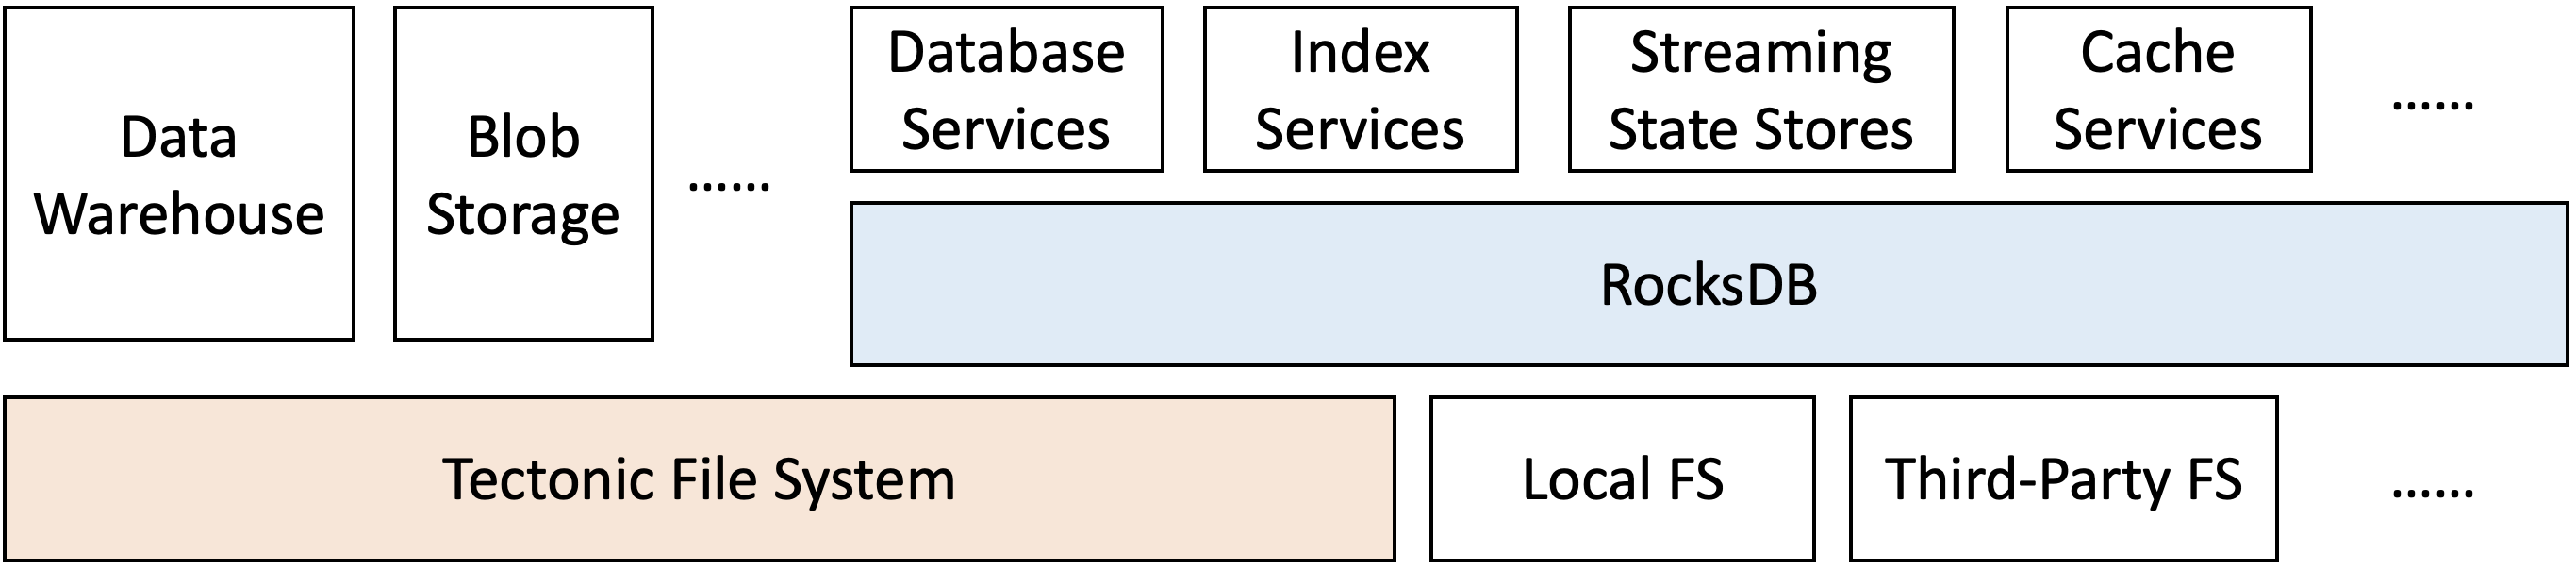 Data
Warehouse
Blob
Storage
......
Database
Services
Index
Services
Streaming
State Stores
Cache
Services
......
RocksDB
Tectonic File System
Local FS
Third-Party FS
......